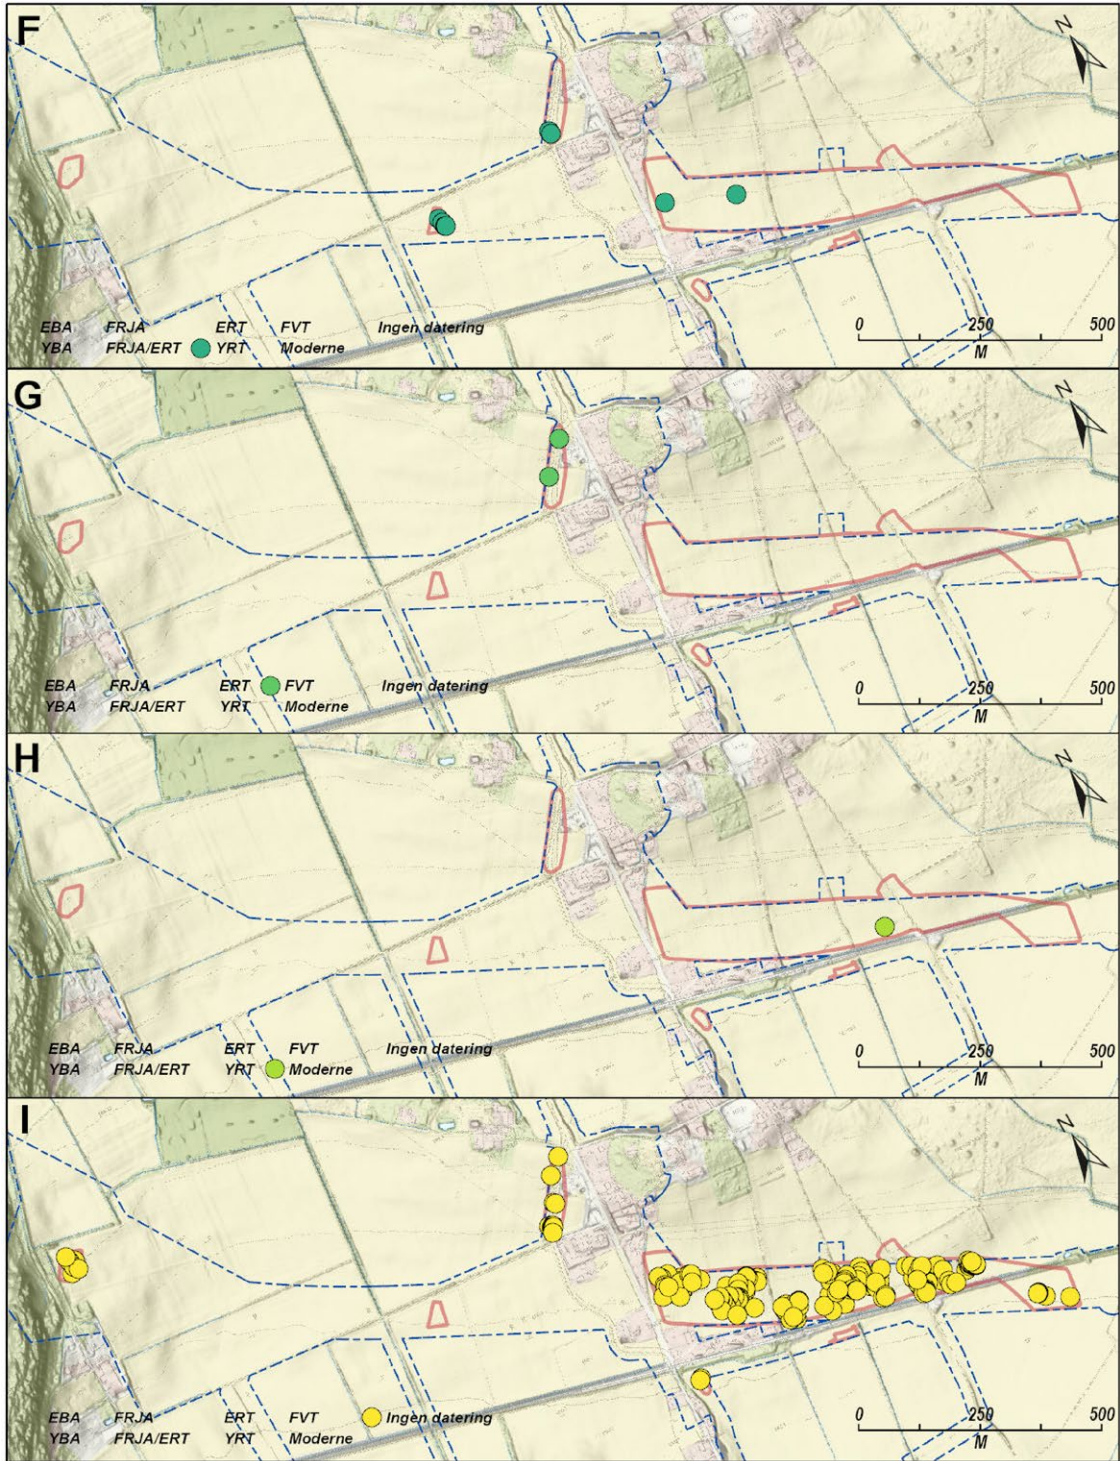 F
N
EBA FRJA ERT FVT Ingen datering
YBA FRJA/ERT YRT Moderne
0 250 500
M
G
N
EBA FRJA ERT FVT Ingen datering
YBA FRJA/ERT YRT Moderne
0 250 500
M
H
N
EBA FRJA ERT FVT Ingen datering
YBA FRJA/ERT YRT Moderne
0 250 500
M
I
N
EBA FRJA ERT FVT Ingen datering
YBA FRJA/ERT YRT Moderne
0 250 500
M